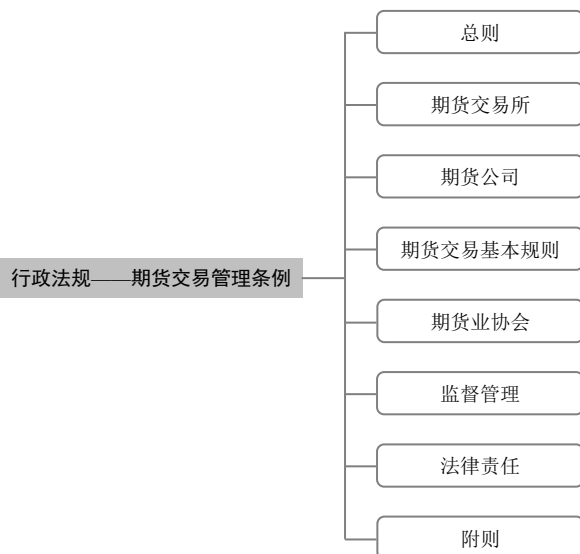 总则
期货交易所
期货公司
期货交易基本规则
行政法规——期货交易管理条例
期货业协会
监督管理
法律责任
附则